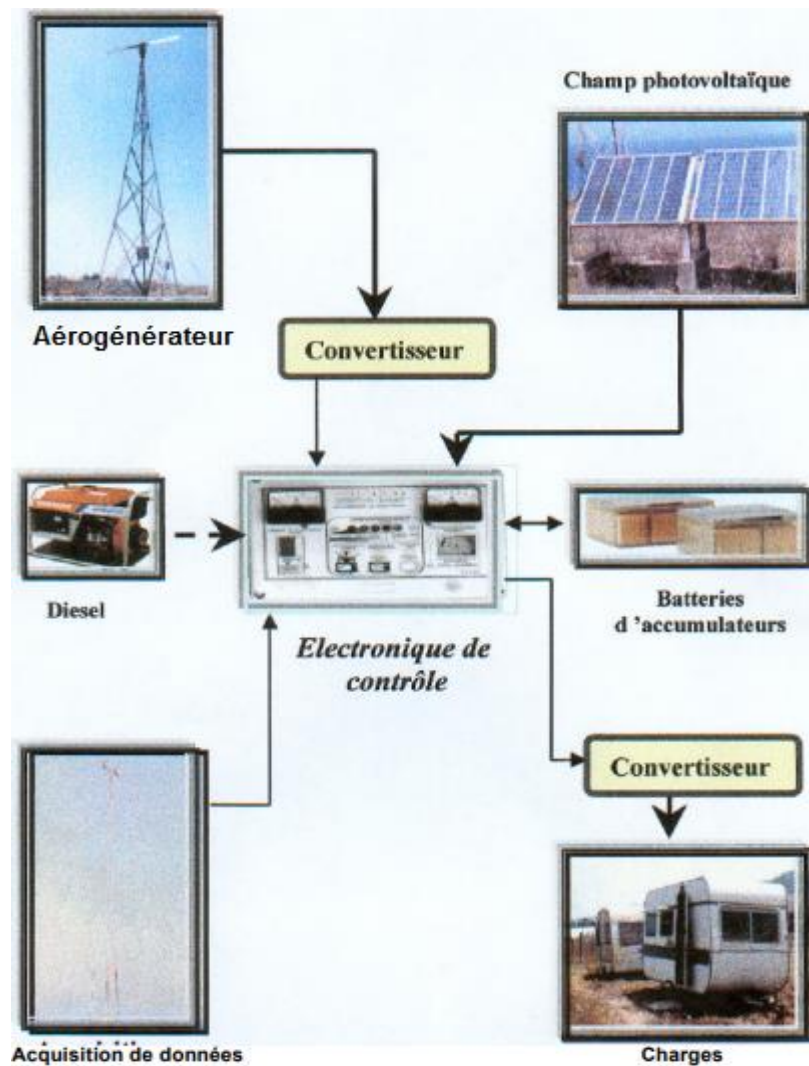 Champ photovoltaïque
Aérogénérateur
Convertisseur
Diesel
Electronique de
contrôle
Batteries
d 'accumulateurs
Convertisseur
Acquisition de données
Charges